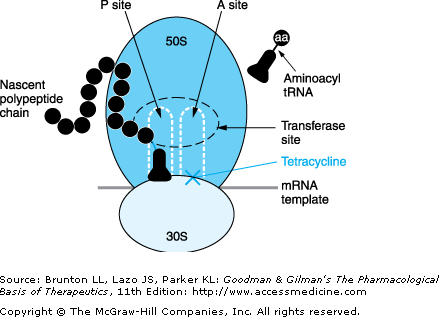 P site
A site
50S
aa
Nascent
polypeptide
chain
Aminoacyl
tRNA
Transferase
site
Tetracycline
mRNA
template
30S
Source: Brunton LL, Lazo JS, Parker KL: Goodman & Gilman's The Pharmacological
Basis of Therapeutics, 11th Edition: http://www.accessmedicine.com
Copyright © The McGraw-Hill Companies, Inc. All rights reserved.